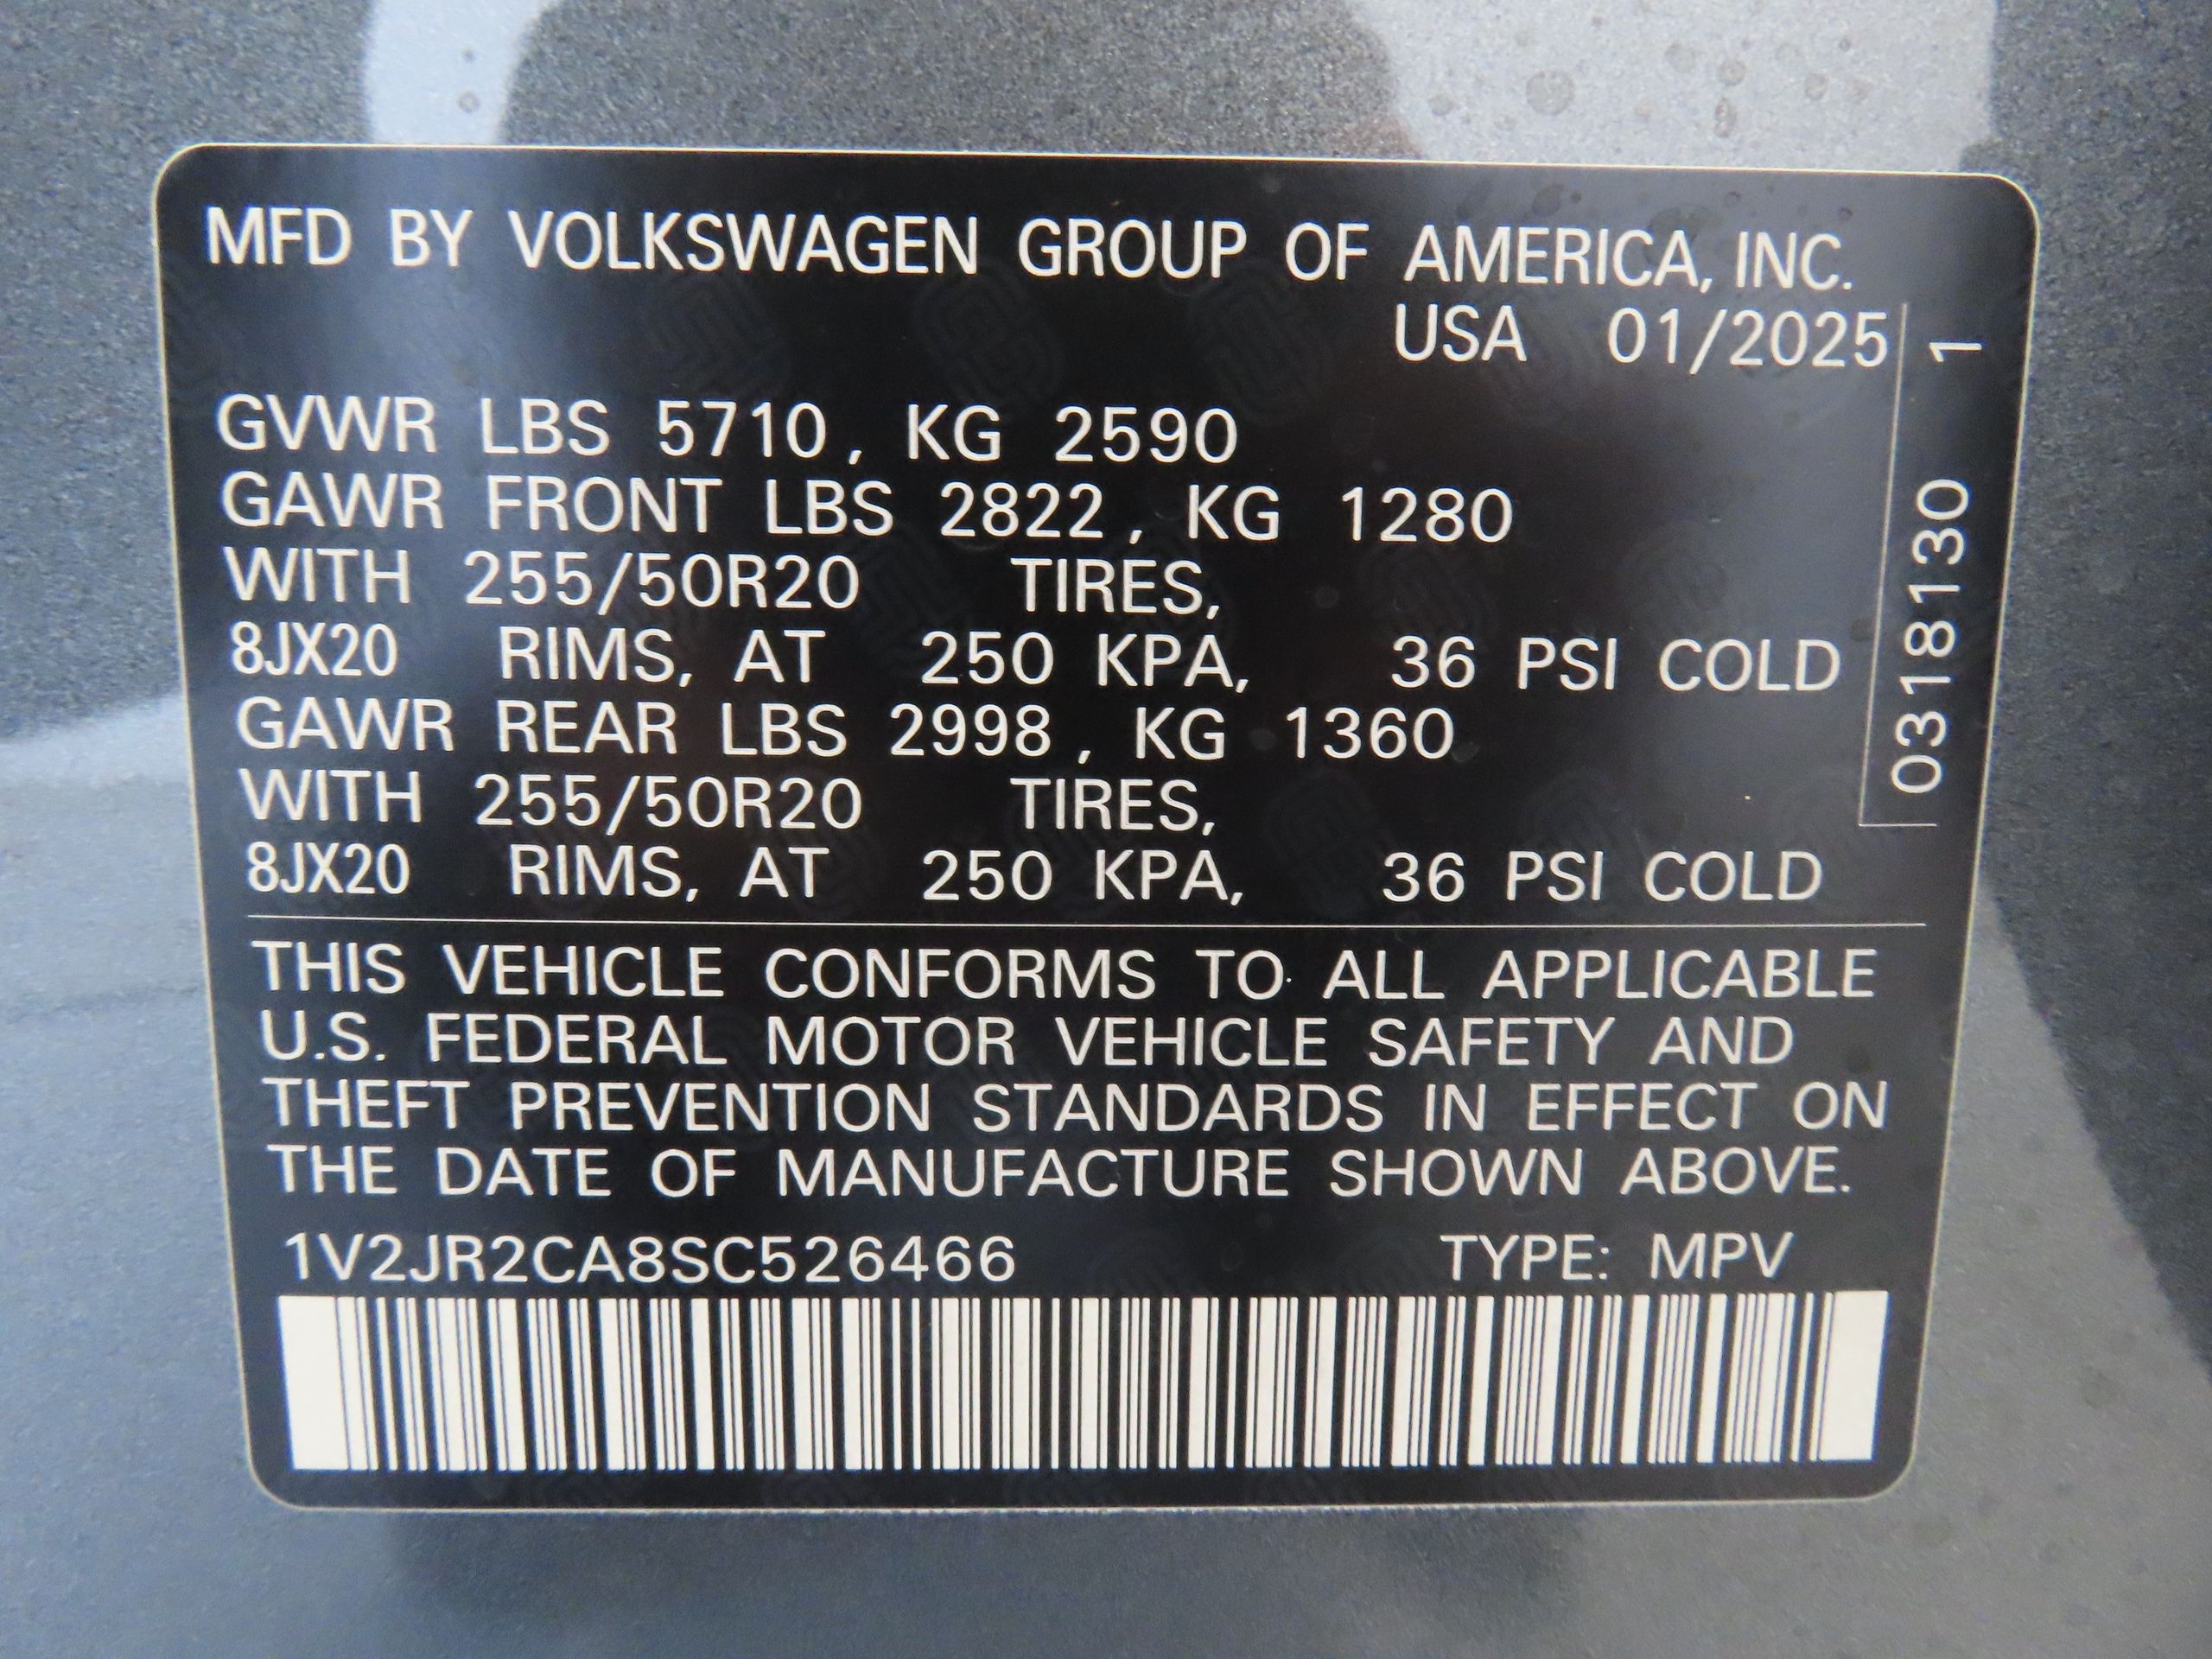 MFD BY VOLKSWAGEN GROUP OF AMERICA, INC.
USA 01/2025
GVWR LBS 5710, KG 2590
GAWR FRONT LBS 2822, KG 1280
WITH 255/50R20 TIRES,
8JX20 RIMS, AT 250 KPA, 36 PSI COLD
GAWR REAR LBS 2998, KG 1360
WITH 255/50R20 TIRES,
8JX20 RIMS, AT 250 KPA, 36 PSI COLD
0318130 1
THIS VEHICLE CONFORMS TO ALL APPLICABLE
U.S. FEDERAL MOTOR VEHICLE SAFETY AND
THEFT PREVENTION STANDARDS IN EFFECT ON
THE DATE OF MANUFACTURE SHOWN ABOVE.
1V2JR2CA8SC526466 TYPE: MPV